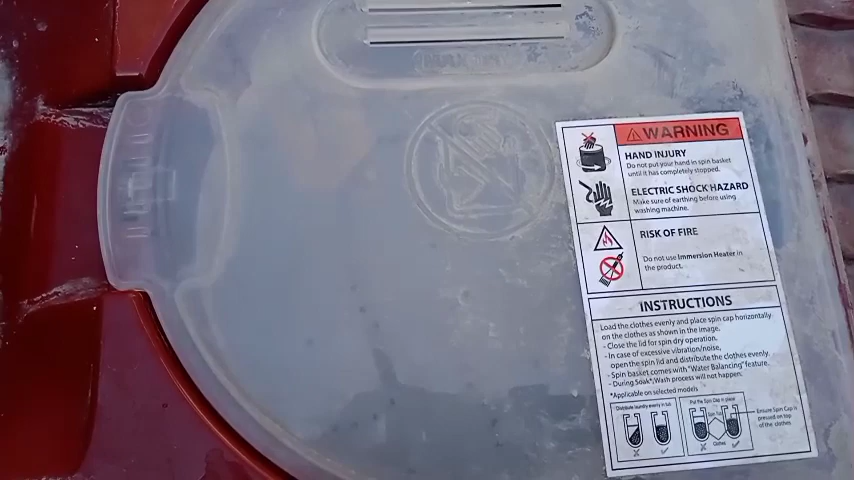 WARNING
HAND INJURY
Do not put your hand in spin basket
until it has completely stopped.
ELECTRIC SHOCK HAZARD
Make sure of earthing before using
washing machine.
RISK OF FIRE
Do not use Immersion Heater in
the product.
INSTRUCTIONS
Load the clothes evenly and place spin cap horizontally
on the clothes as shown in the image.
- Close the lid for spin dry operation.
- In case of excessive vibration/noise,
open the spin lid and distribute the clothes evenly.
- Spin basket comes with "Water Balancing" feature.
- During Soak*,Wash process will not happen.
*Applicable on selected models
Distribute laundry evenly in tub
Put the Spin Cap in place
Spin Cap
Clothes
Ensure Spin Cap is
pressed on top
of the clothes